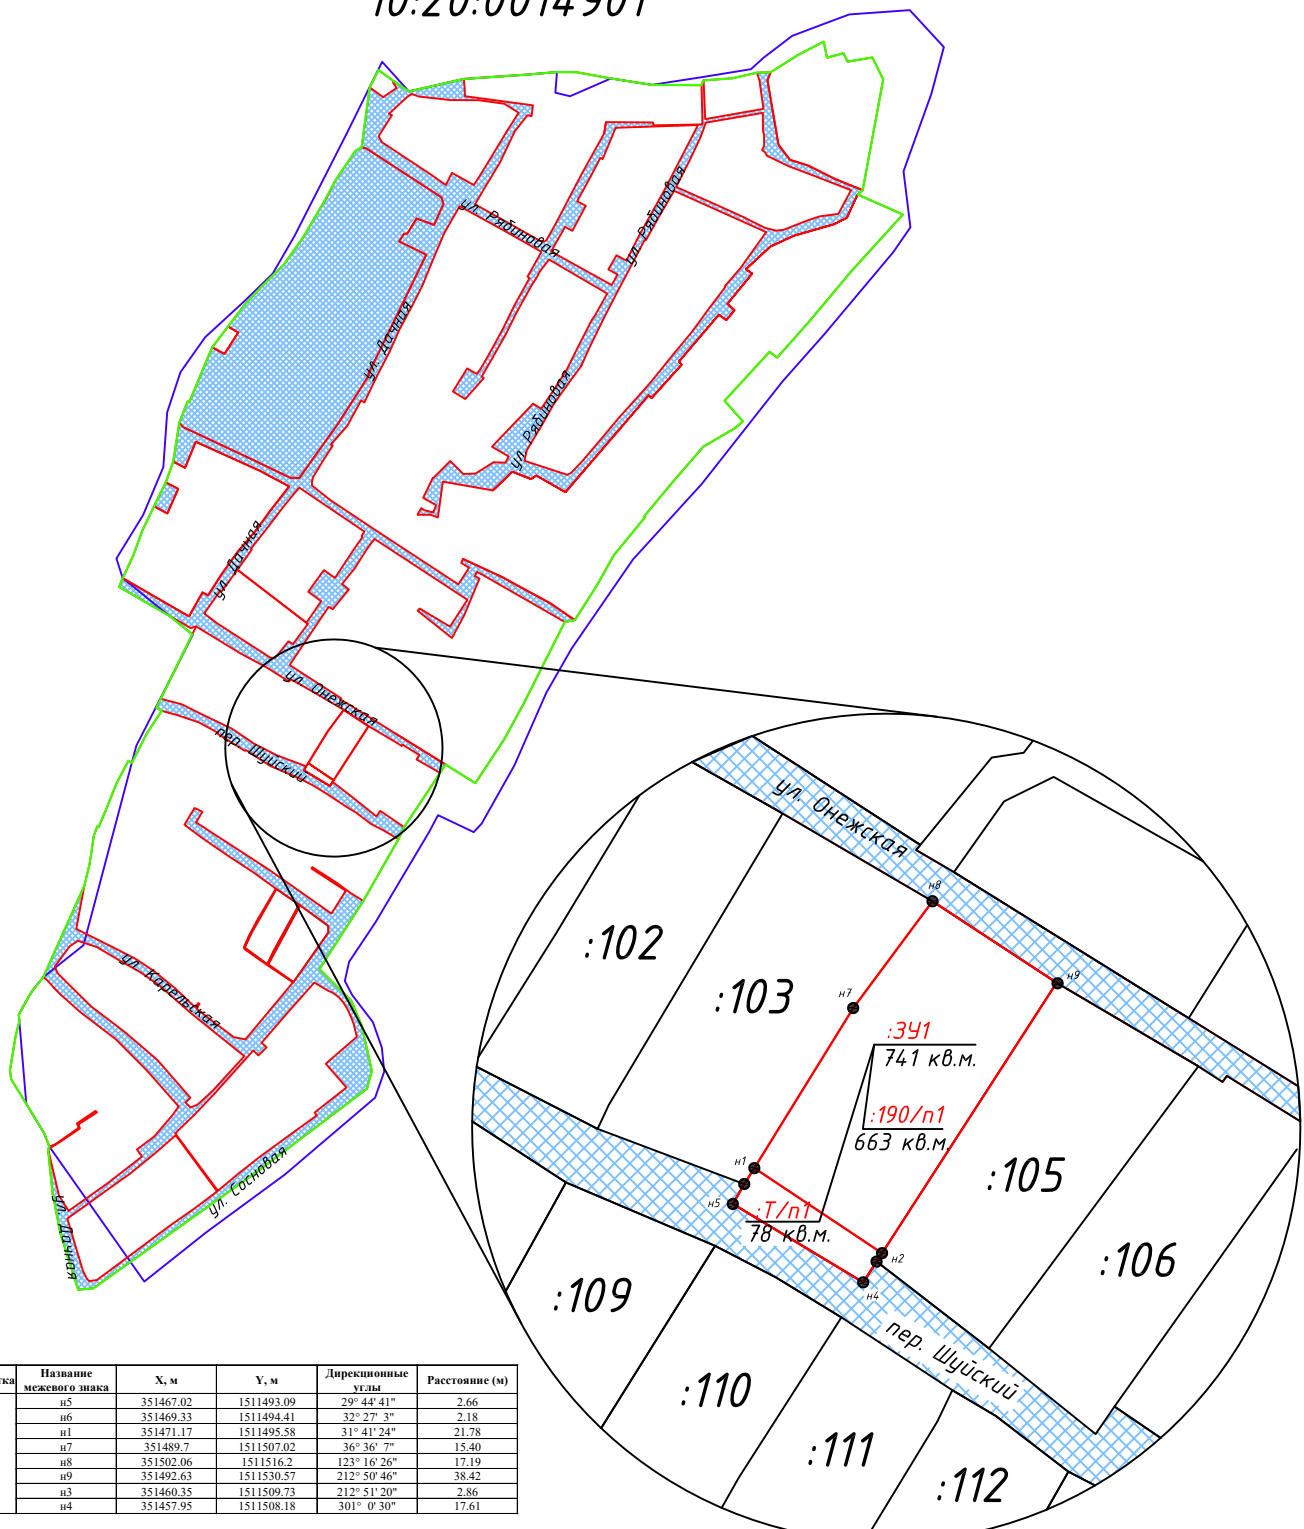 10:20:0014901
ул. Рябиновая
ул. Рябиновая
ул. Дачная
ул. Рябиновая
ул. Дачная
ул. Онежская
пер. Шуйский
ул. Карельская
ул. Сосновая
ул. Дачная
ул. Онежская
н8
:102
н9
:103
н7
:ЗУ1
741 кв.м.
:190/п1
663 кв.м.
н1
:105
н5
:Т/п1
78 кв.м.
н2
:106
н4
:109
пер. Шуйский
:110
:111
:112
тка Название межевого знака X, м Y, м Дирекционные углы Расстояние (м)
н5 351467.02 1511493.09 29° 44' 41" 2.66
н6 351469.33 1511494.41 32° 27' 3" 2.18
н1 351471.17 1511495.58 31° 41' 24" 21.78
н7 351489.7 1511507.02 36° 36' 7" 15.40
н8 351502.06 1511516.2 123° 16' 26" 17.19
н9 351492.63 1511530.57 212° 50' 46" 38.42
н3 351460.35 1511509.73 212° 51' 20" 2.86
н4 351457.95 1511508.18 301° 0' 30" 17.61